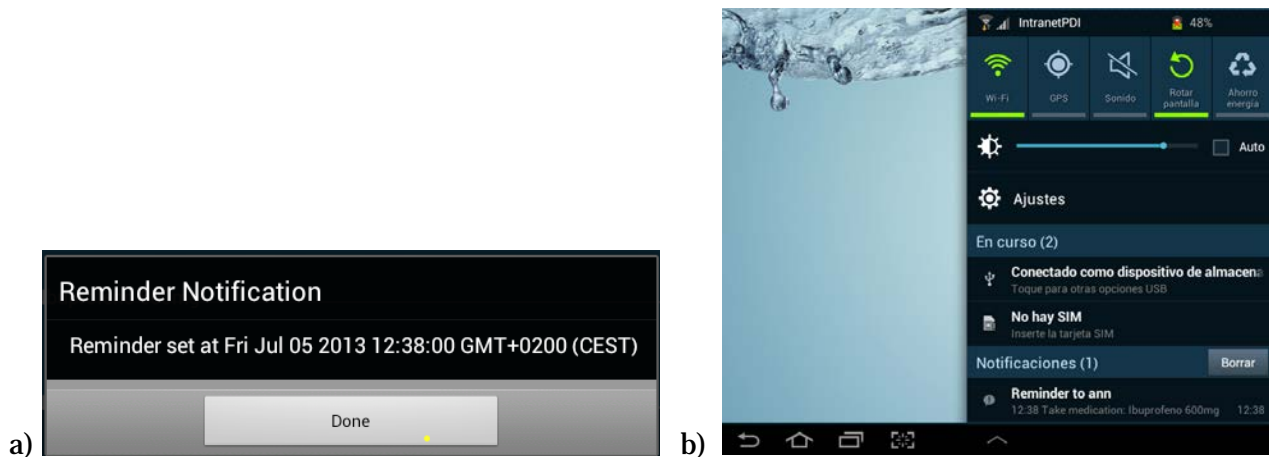 a)
Reminder Notification
Reminder set at Fri Jul 05 2013 12:38:00 GMT+0200 (CEST)
Done
b)
IntranetPDI 48%
Wi-Fi GPS Sonido Rotar pantalla Ahorro energía
Auto
Ajustes
En curso (2)
Conectado como dispositivo de almacena
Toque para otras opciones USB
No hay SIM
Inserte la tarjeta SIM
Notificaciones (1) Borrar
Reminder to ann
12:38 Take medication: Ibuprofeno 600mg 12:38